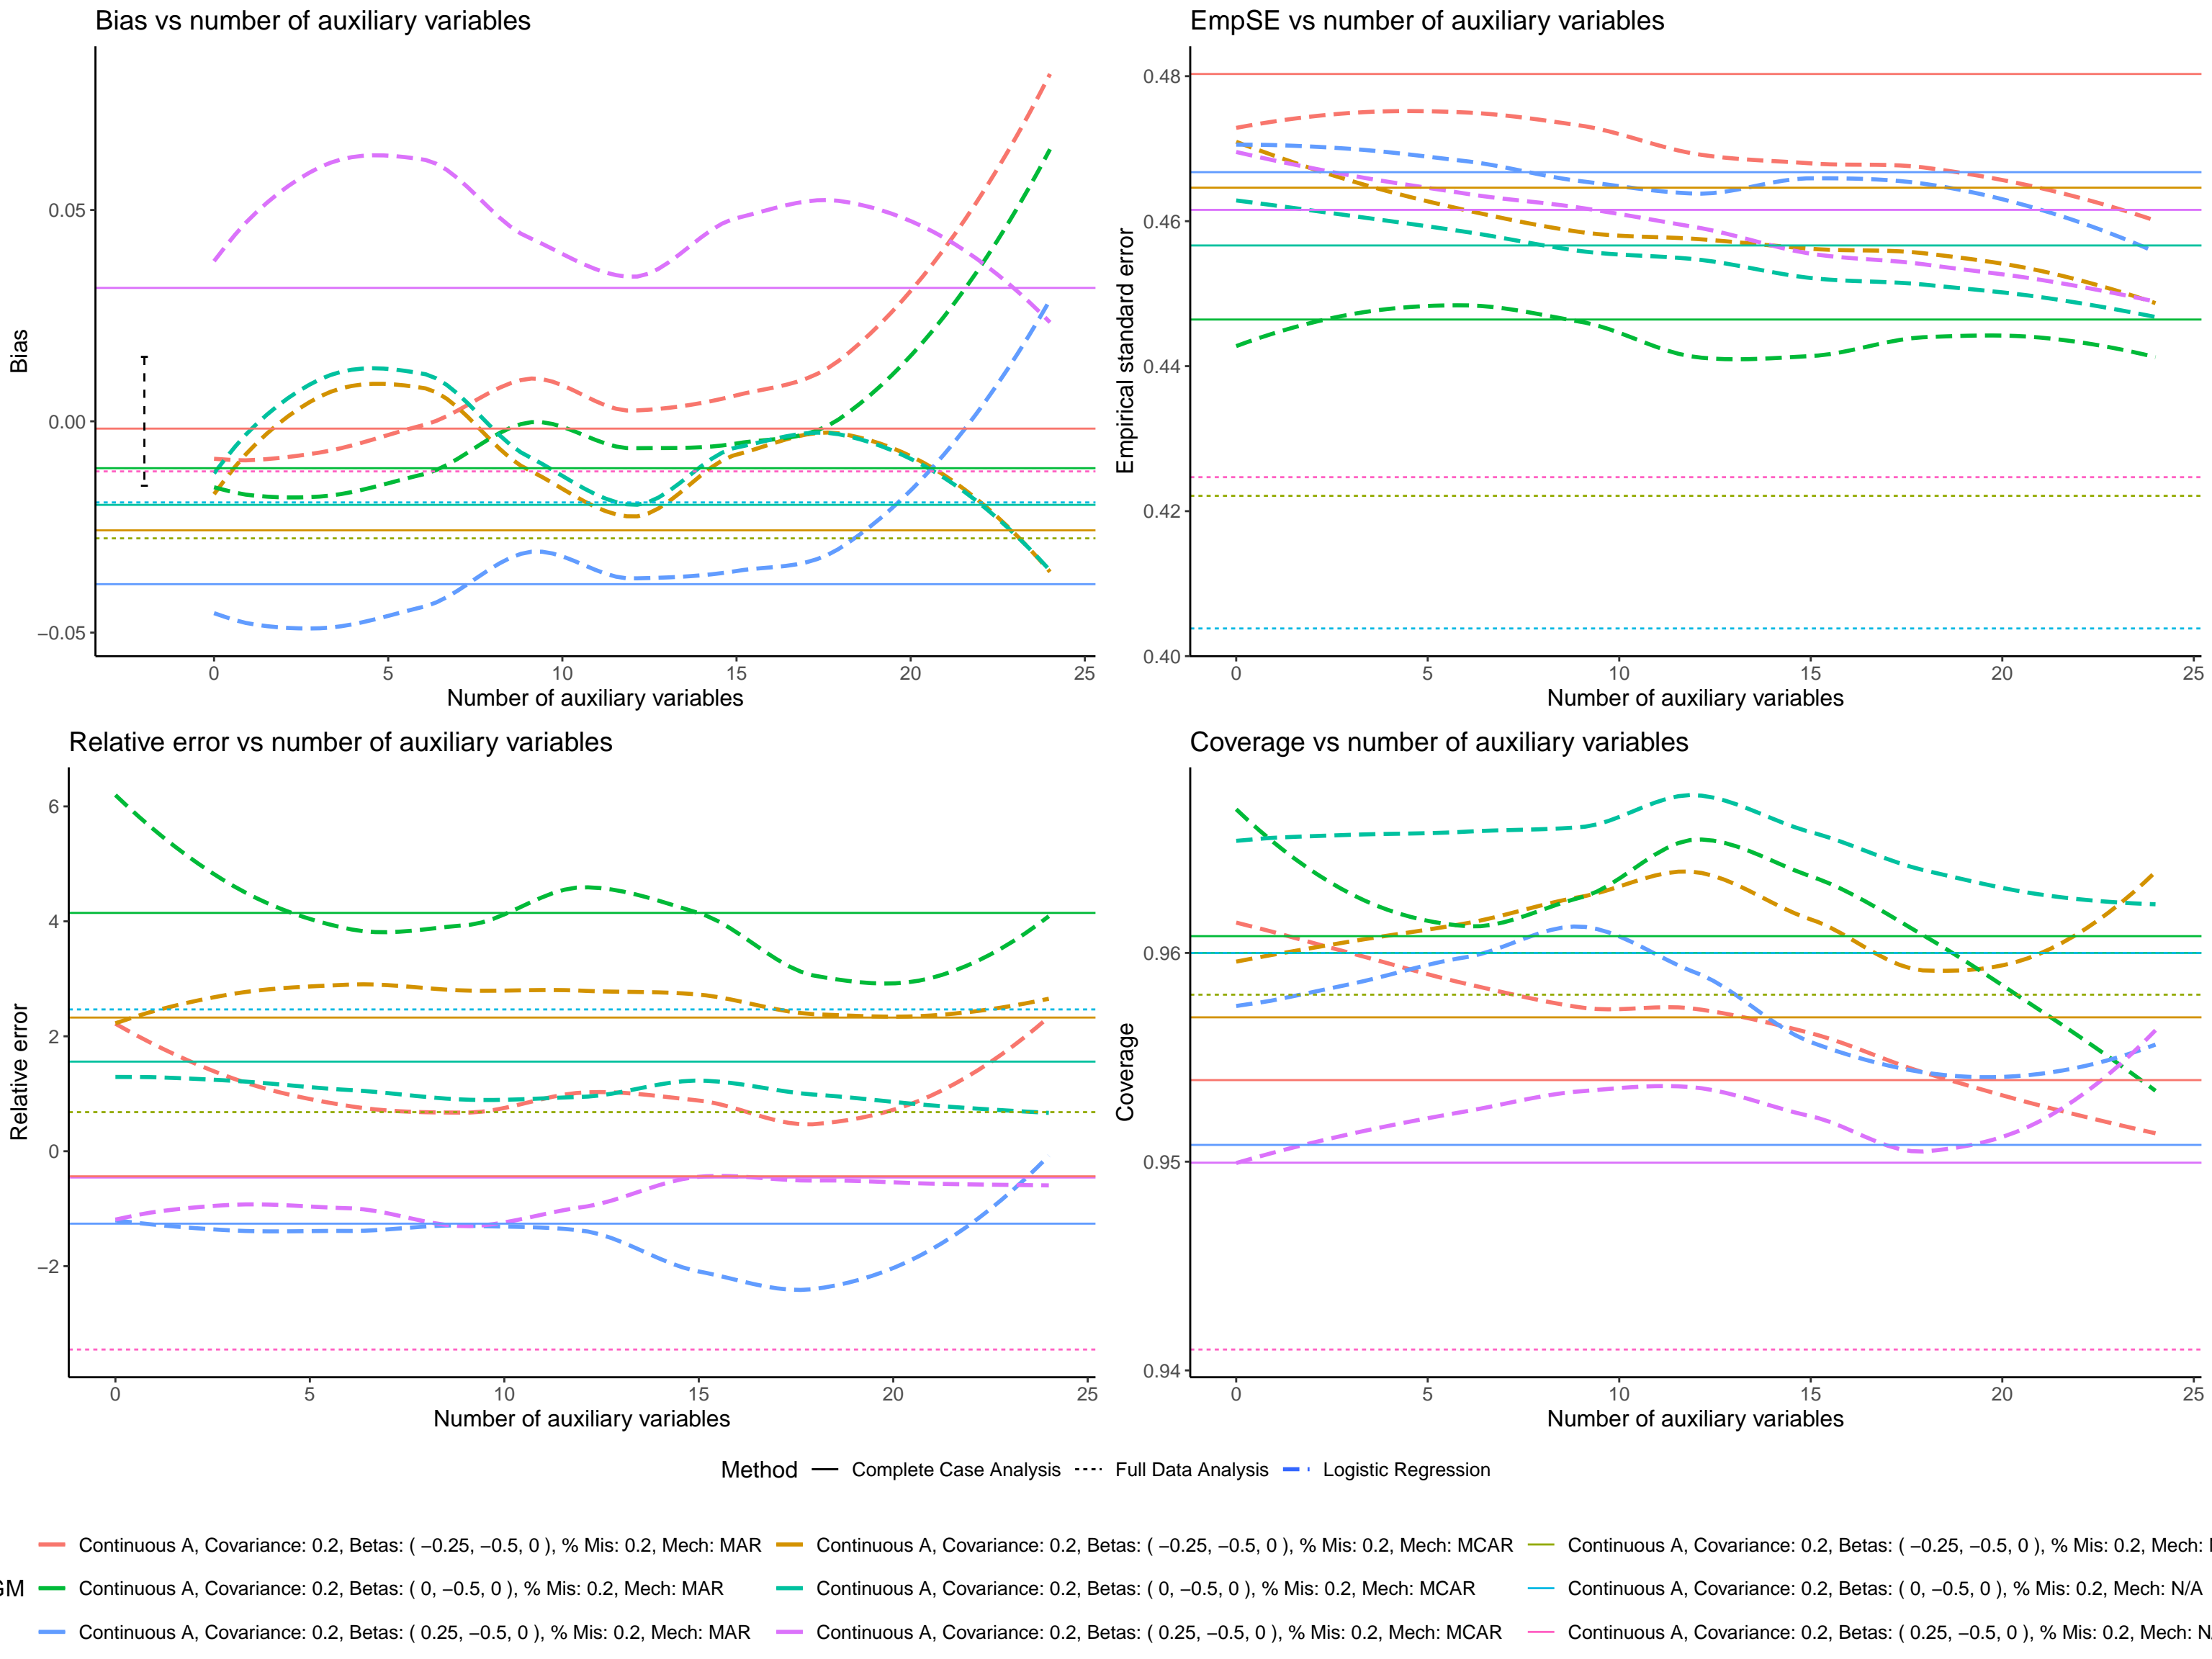 Bias vs number of auxiliary variables
EmpSE vs number of auxiliary variables
Bias
0.05
0.00
−0.05
0 5 10 15 20 25
Number of auxiliary variables
Empirical standard error
0.48
0.46
0.44
0.42
0.40
0 5 10 15 20 25
Number of auxiliary variables
Relative error vs number of auxiliary variables
Coverage vs number of auxiliary variables
Relative error
6
4
2
0
−2
0 5 10 15 20 25
Number of auxiliary variables
Coverage
0.96
0.95
0.94
0 5 10 15 20 25
Number of auxiliary variables
Method Complete Case Analysis Full Data Analysis Logistic Regression
Continuous A, Covariance: 0.2, Betas: ( −0.25, −0.5, 0 ), % Mis: 0.2, Mech: MAR Continuous A, Covariance: 0.2, Betas: ( −0.25, −0.5, 0 ), % Mis: 0.2, Mech: MCAR Continuous A, Covariance: 0.2, Betas: ( −0.25, −0.5, 0 ), % Mis: 0.2, Mech:
Continuous A, Covariance: 0.2, Betas: ( 0, −0.5, 0 ), % Mis: 0.2, Mech: MAR Continuous A, Covariance: 0.2, Betas: ( 0, −0.5, 0 ), % Mis: 0.2, Mech: MCAR Continuous A, Covariance: 0.2, Betas: ( 0, −0.5, 0 ), % Mis: 0.2, Mech: N/A
Continuous A, Covariance: 0.2, Betas: ( 0.25, −0.5, 0 ), % Mis: 0.2, Mech: MAR Continuous A, Covariance: 0.2, Betas: ( 0.25, −0.5, 0 ), % Mis: 0.2, Mech: MCAR Continuous A, Covariance: 0.2, Betas: ( 0.25, −0.5, 0 ), % Mis: 0.2, Mech: